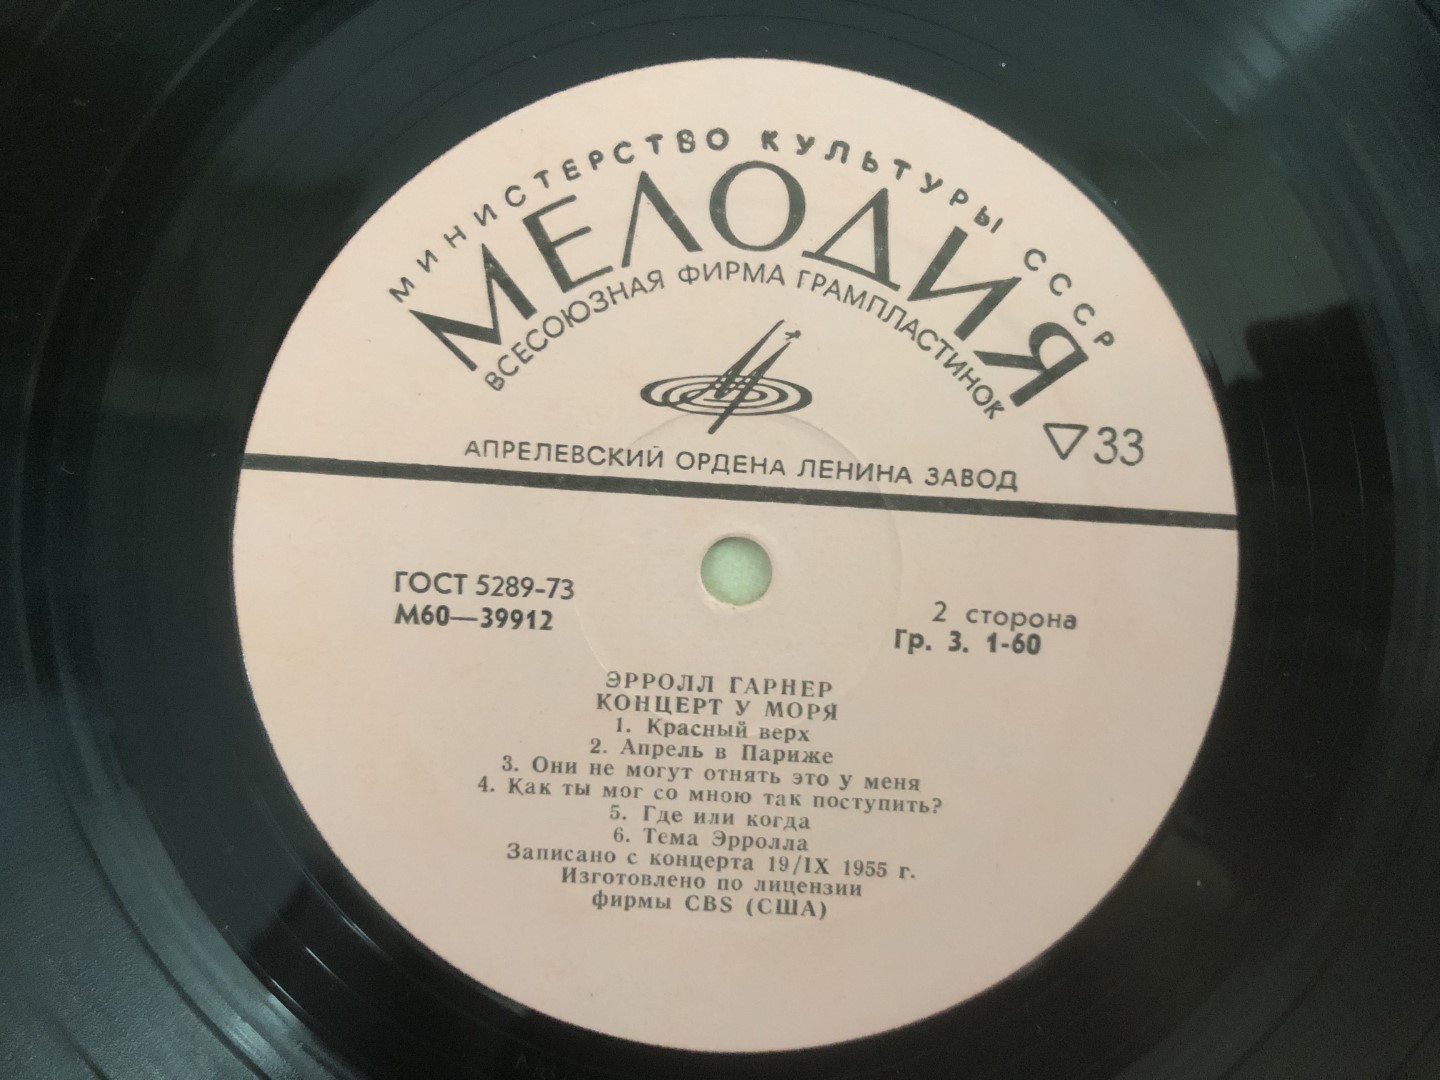 МИНИСТЕРСТВО КУЛЬТУРЫ СССР
МЕЛОДИЯ
ВСЕСОЮЗНАЯ ФИРМА ГРАМПЛАСТИНОК
33
АПРЕЛЕВСКИЙ ОРДЕНА ЛЕНИНА ЗАВОД
ГОСТ 5289-73
М60—39912
2 сторона
Гр. 3. 1-60
ЭРРОЛЛ ГАРНЕР
КОНЦЕРТ У МОРЯ
1. Красный верх
2. Апрель в Париже
3. Они не могут отнять это у меня
4. Как ты мог со мною так поступить?
5. Где или когда
6. Тема Эрролла
Записано с концерта 19/IX 1955 г.
Изготовлено по лицензии
фирмы CBS (США)